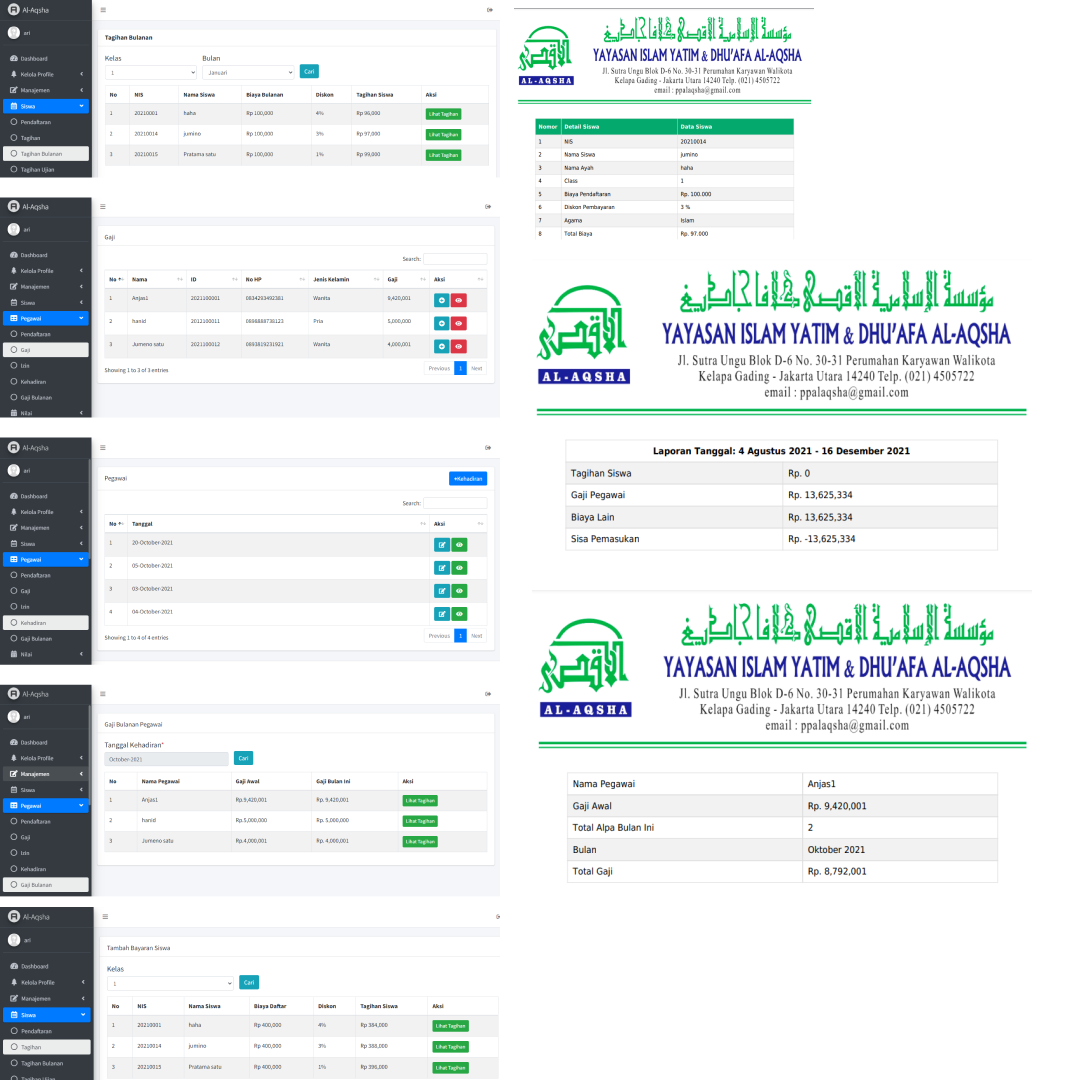 Al-Aqsha
ari
Dashboard
Kelola Profile
Manajemen
Siswa
Pendaftaran
Tagihan
Tagihan Bulanan
Tagihan Ujian
Tagihan Bulanan
Kelas Bulan
1 Januari Cari
No NIS Nama Siswa Biaya Bulanan Diskon Tagihan Siswa Aksi
1 20210001 haha Rp 100,000 4% Rp 96,000 Lihat Tagihan
2 20210014 jumino Rp 100,000 3% Rp 97,000 Lihat Tagihan
3 20210015 Pratama satu Rp 100,000 1% Rp 99,000 Lihat Tagihan
Al-Aqsha
ari
Dashboard
Kelola Profile
Manajemen
Siswa
Pegawai
Pendaftaran
Gaji
Izin
Kehadiran
Gaji Bulanan
Nilai
Gaji
Search:
No Nama ID No HP Jenis Kelamin Gaji Aksi
1 Anjas1 2021100001 0834293492381 Wanita 9,420,001
2 hanid 2012100011 0998888736123 Pria 5,000,000
3 Jumeno satu 2021100012 0893819231921 Wanita 4,000,001
Showing 1 to 3 of 3 entries
Previous 1 Next
Al-Aqsha
ari
Dashboard
Kelola Profile
Manajemen
Siswa
Pegawai
Pendaftaran
Gaji
Izin
Kehadiran
Gaji Bulanan
Nilai
Pegawai
+Kehadiran
Search:
No Tanggal Aksi
1 20-October-2021
2 05-October-2021
3 03-October-2021
4 04-October-2021
Showing 1 to 4 of 4 entries
Previous 1 Next
Al-Aqsha
ari
Dashboard
Kelola Profile
Manajemen
Siswa
Pegawai
Pendaftaran
Gaji
Izin
Kehadiran
Gaji Bulanan
Gaji Bulanan Pegawai
Tanggal Kehadiran*
October-2021 Cari
No Nama Pegawai Gaji Awal Gaji Bulan Ini Aksi
1 Anjas1 Rp.9,420,001 Rp. 9,420,001 Lihat Tagihan
2 hanid Rp.5,000,000 Rp. 5,000,000 Lihat Tagihan
3 Jumeno satu Rp.4,000,001 Rp. 4,000,001 Lihat Tagihan
Al-Aqsha
ari
Dashboard
Kelola Profile
Manajemen
Siswa
Pendaftaran
Tagihan
Tagihan Bulanan
Tagihan Ujian
Tambah Bayaran Siswa
Kelas
1 Cari
No NIS Nama Siswa Biaya Daftar Diskon Tagihan Siswa Aksi
1 20210001 haha Rp 400,000 4% Rp 384,000 Lihat Tagihan
2 20210014 jumino Rp 400,000 3% Rp 388,000 Lihat Tagihan
3 20210015 Pratama satu Rp 400,000 1% Rp 396,000 Lihat Tagihan
الأقصى
AL-AQSHA
YAYASAN ISLAM YATIM & DHU'AFA AL-AQSHA
Jl. Sutra Ungu Blok D-6 No. 30-31 Perumahan Karyawan Walikota
Kelapa Gading - Jakarta Utara 14240 Telp. (021) 4505722
email : ppalaqsha@gmail.com
Nomor Detail Siswa Data Siswa
1 NIS 20210014
2 Nama Siswa jumino
3 Nama Ayah haha
4 Class 1
5 Biaya Pendaftaran Rp. 100.000
6 Diskon Pembayaran 3 %
7 Agama Islam
8 Total Biaya Rp. 97.000
الأقصى
AL-AQSHA
YAYASAN ISLAM YATIM & DHU'AFA AL-AQSHA
Jl. Sutra Ungu Blok D-6 No. 30-31 Perumahan Karyawan Walikota
Kelapa Gading - Jakarta Utara 14240 Telp. (021) 4505722
email : ppalaqsha@gmail.com
Laporan Tanggal: 4 Agustus 2021 - 16 Desember 2021
Tagihan Siswa Rp. 0
Gaji Pegawai Rp. 13,625,334
Biaya Lain Rp. 13,625,334
Sisa Pemasukan Rp. -13,625,334
الأقصى
AL-AQSHA
YAYASAN ISLAM YATIM & DHU'AFA AL-AQSHA
Jl. Sutra Ungu Blok D-6 No. 30-31 Perumahan Karyawan Walikota
Kelapa Gading - Jakarta Utara 14240 Telp. (021) 4505722
email : ppalaqsha@gmail.com
Nama Pegawai Anjas1
Gaji Awal Rp. 9,420,001
Total Alpa Bulan Ini 2
Bulan Oktober 2021
Total Gaji Rp. 8,792,001